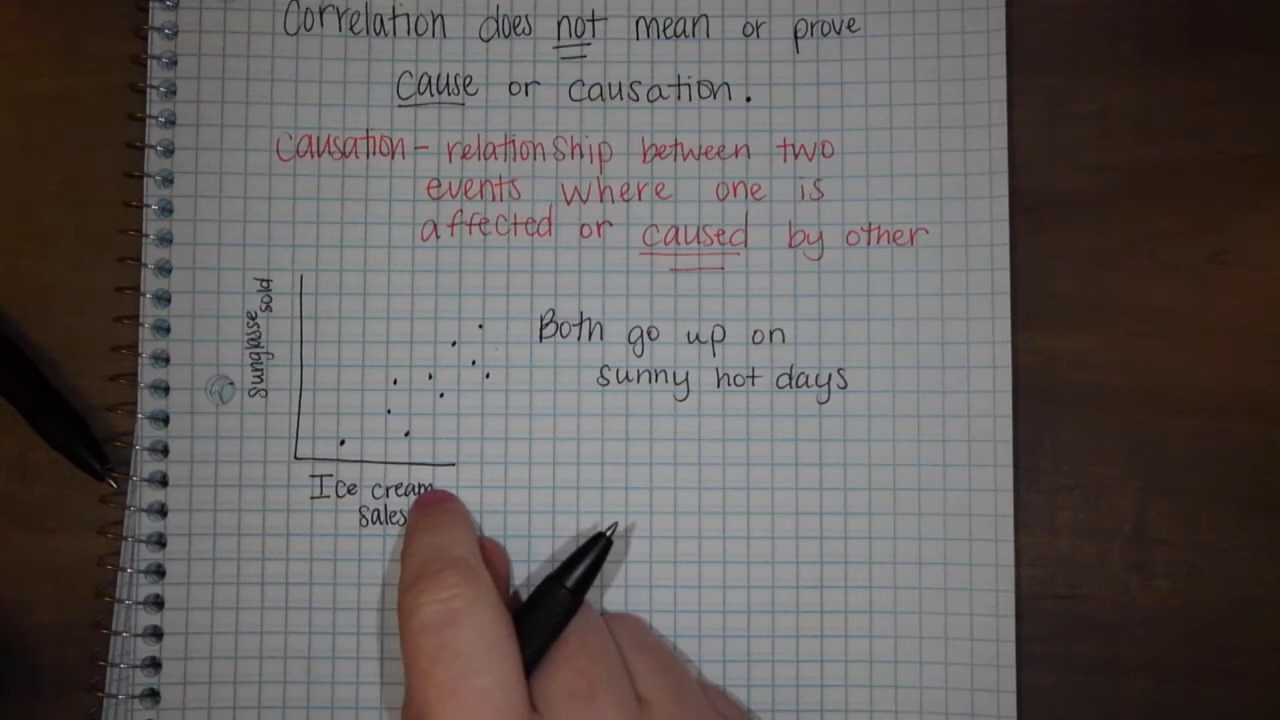 Correlation does not mean or prove
cause or causation.
causation - relationship between two
events where one is
affected or caused by other
Sunglasse
sold
Both go up on
sunny hot days
Ice cream
Sales